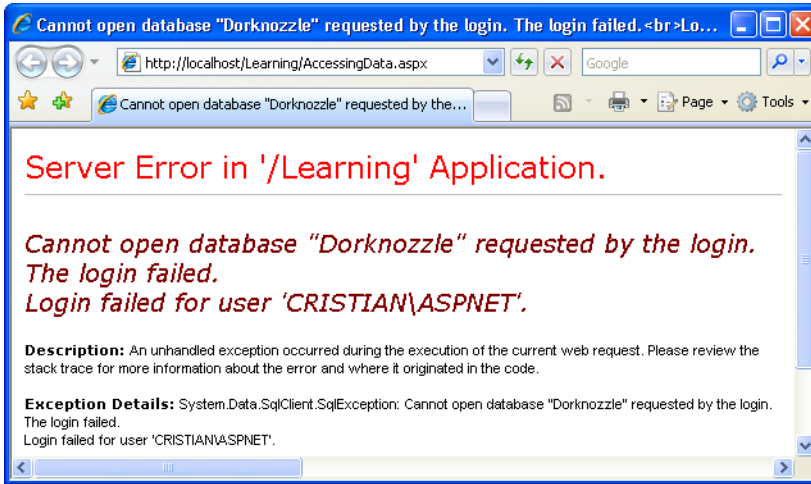 Cannot open database "Dorknozzle" requested by the login. The login failed.<br>Lo...
http://localhost/Learning/AccessingData.aspx
Google
Cannot open database "Dorknozzle" requested by the...
Page
Tools
Server Error in '/Learning' Application.
Cannot open database "Dorknozzle" requested by the login.
The login failed.
Login failed for user 'CRISTIAN\ASPNET'.
Description: An unhandled exception occurred during the execution of the current web request. Please review the
stack trace for more information about the error and where it originated in the code.
Exception Details: System.Data.SqlClient.SqlException: Cannot open database "Dorknozzle" requested by the login.
The login failed.
Login failed for user 'CRISTIAN\ASPNET'.